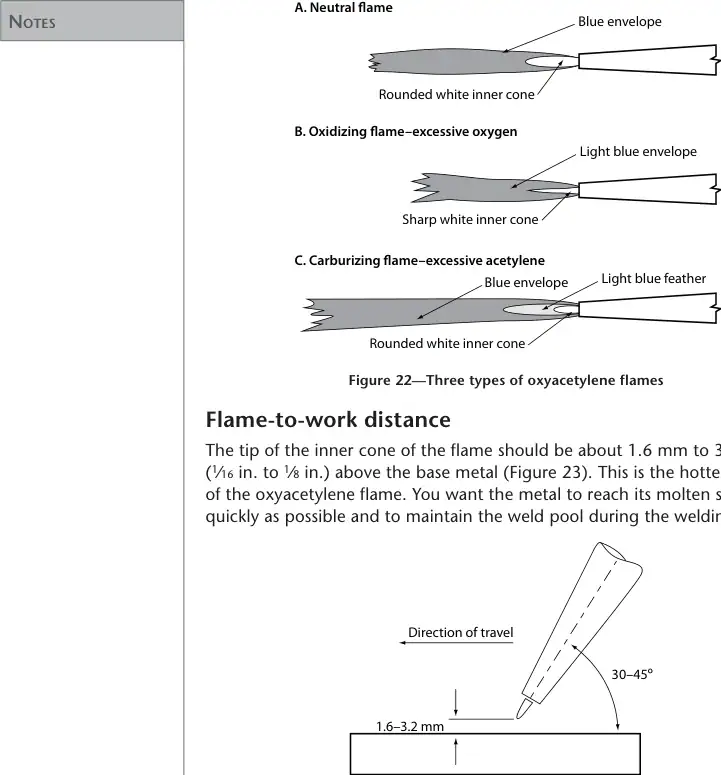 NOTES
A. Neutral flame
Blue envelope
Rounded white inner cone
B. Oxidizing flame–excessive oxygen
Light blue envelope
Sharp white inner cone
C. Carburizing flame–excessive acetylene
Blue envelope
Light blue feather
Rounded white inner cone
Figure 22—Three types of oxyacetylene flames
Flame-to-work distance
The tip of the inner cone of the flame should be about 1.6 mm to 3
(1⁄16 in. to 1⁄8 in.) above the base metal (Figure 23). This is the hotte
of the oxyacetylene flame. You want the metal to reach its molten s
quickly as possible and to maintain the weld pool during the weldin
Direction of travel
30–45°
1.6–3.2 mm